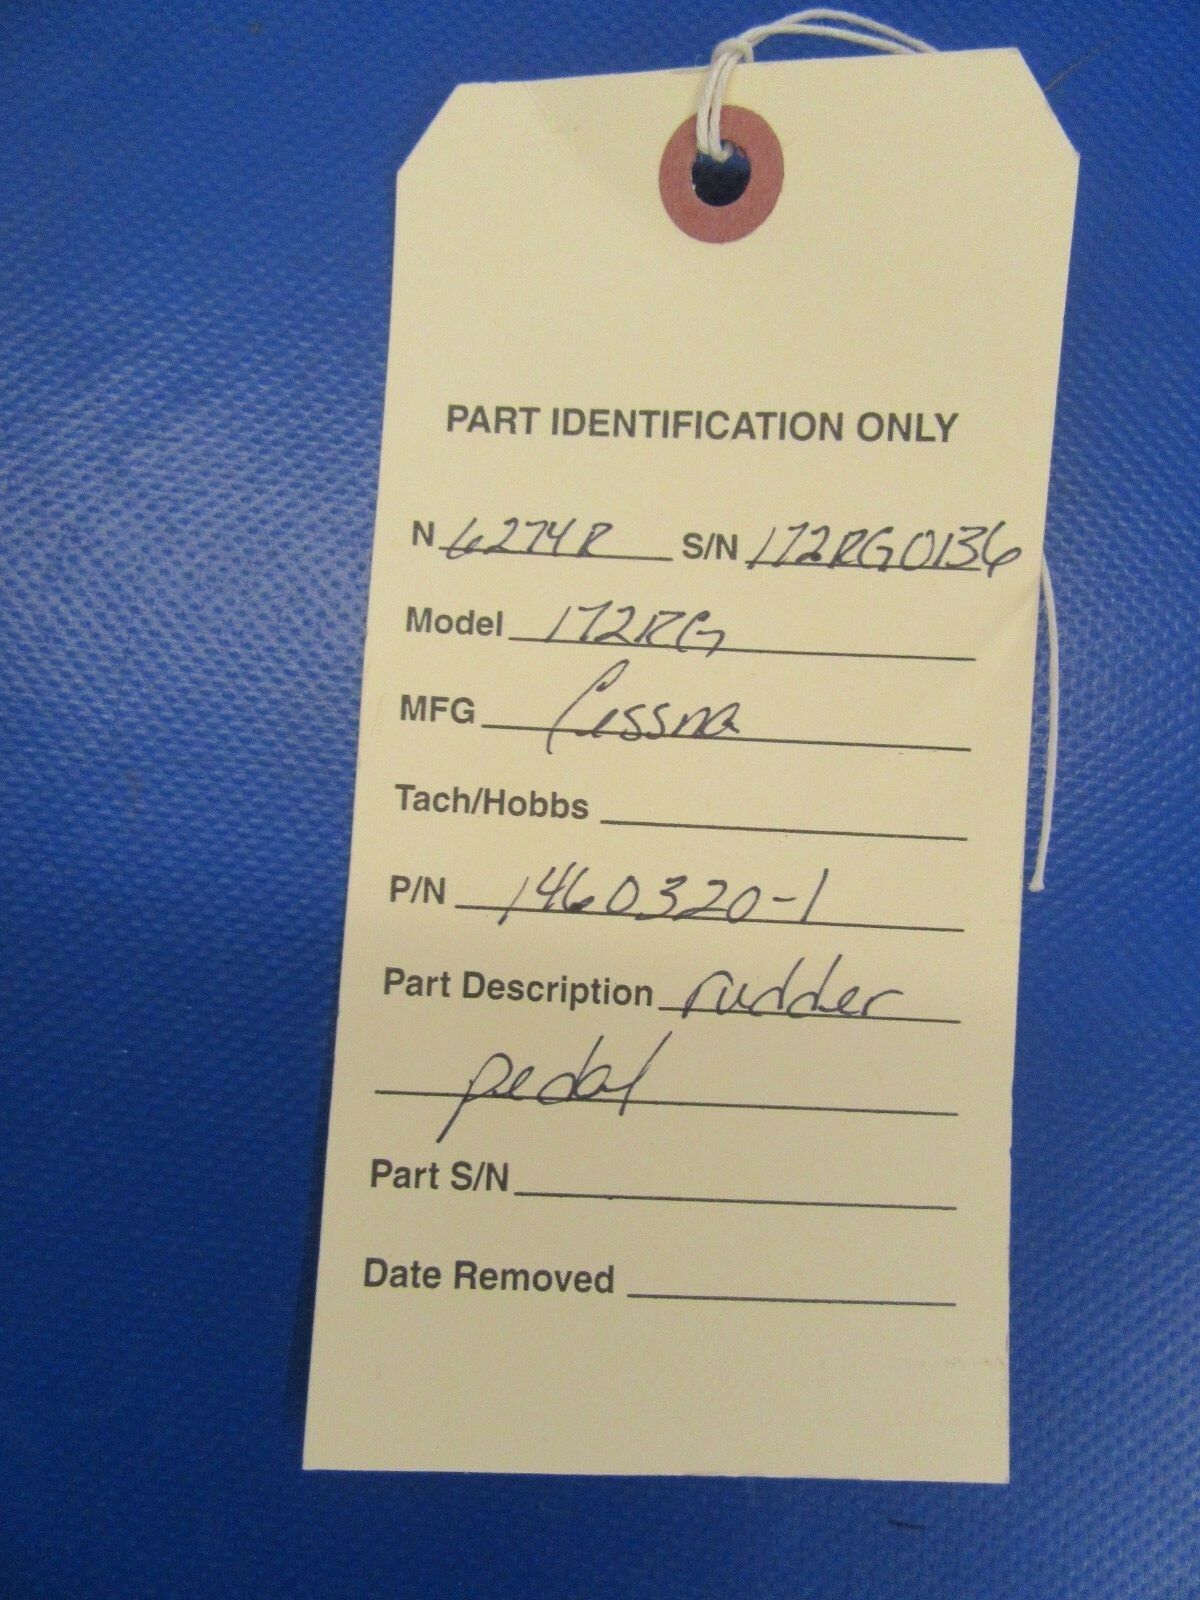 PART IDENTIFICATION ONLY
N 6274R S/N 172RG0136
Model 172RG
MFG Cessna
Tach/Hobbs
P/N 1460320-1
Part Description rudder
pedal
Part S/N
Date Removed